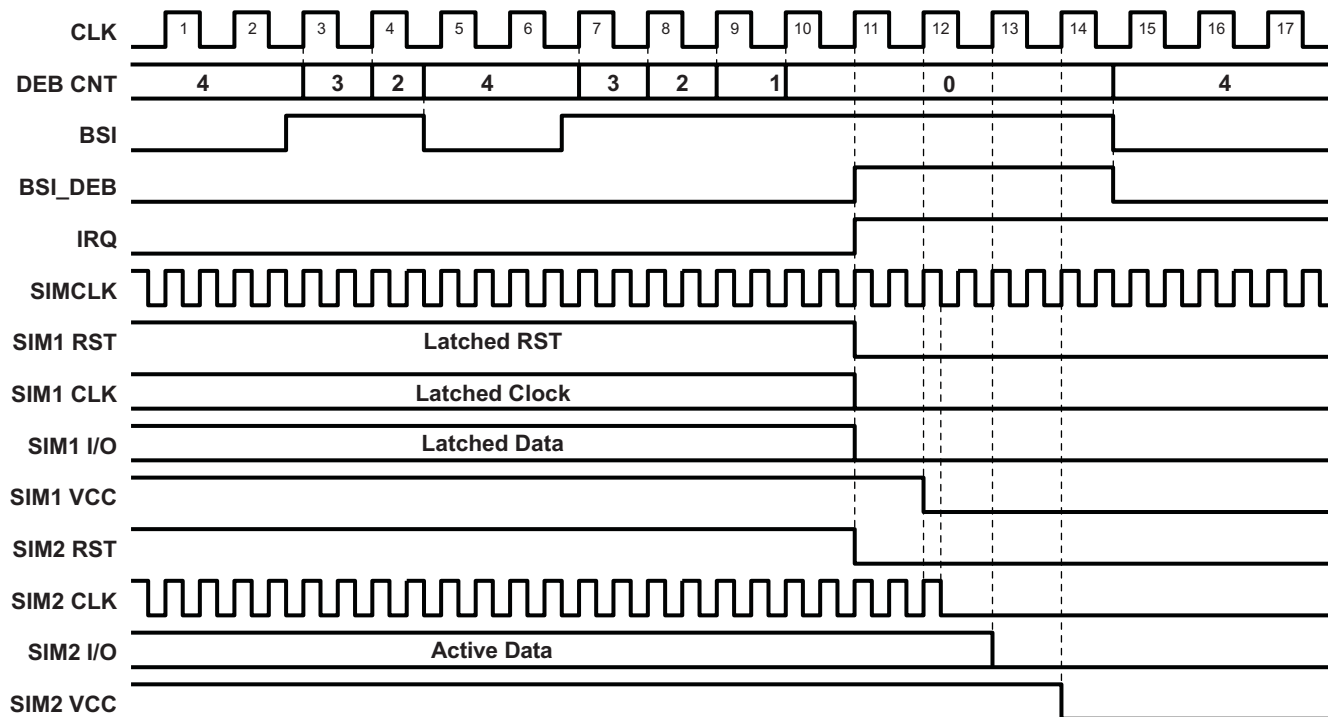 CLK 1 2 3 4 5 6 7 8 9 10 11 12 13 14 15 16 17
DEB CNT 4 3 2 4 3 2 1 0 4
BSI
BSI_DEB
IRQ
SIMCLK
SIM1 RST Latched RST
SIM1 CLK Latched Clock
SIM1 I/O Latched Data
SIM1 VCC
SIM2 RST
SIM2 CLK
SIM2 I/O Active Data
SIM2 VCC